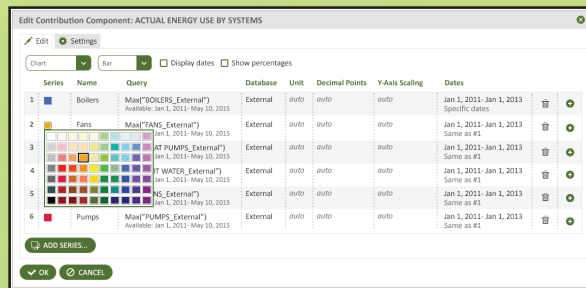 Edit Contribution Component: ACTUAL ENERGY USE BY SYSTEMS
Edit Settings
Chart Bar Display dates Show percentages
Series Name Query Database Unit Decimal Points Y-Axis Scaling Dates
1 Boilers Max("BOILERS_External") External auto auto auto Jan 1, 2011- Jan 1, 2013
Available: Jan 1, 2011- May 10, 2015 Specific dates
2 Fans Max("FANS_External") External auto auto auto Jan 1, 2011- Jan 1, 2013
Jan 1, 2011- May 10, 2015 Same as #1
3 AT PUMPS_External") External auto auto auto Jan 1, 2011- Jan 1, 2013
Jan 1, 2011- May 10, 2015 Same as #1
4 T WATER_External") External auto auto auto Jan 1, 2011- Jan 1, 2013
Jan 1, 2011- May 10, 2015 Same as #1
5 NS_External") External auto auto auto Jan 1, 2011- Jan 1, 2013
Jan 1, 2011- May 10, 2015 Same as #1
6 Pumps Max("PUMPS_External") External auto auto auto Jan 1, 2011- Jan 1, 2013
Available: Jan 1, 2011- May 10, 2015 Same as #1
ADD SERIES...
OK CANCEL